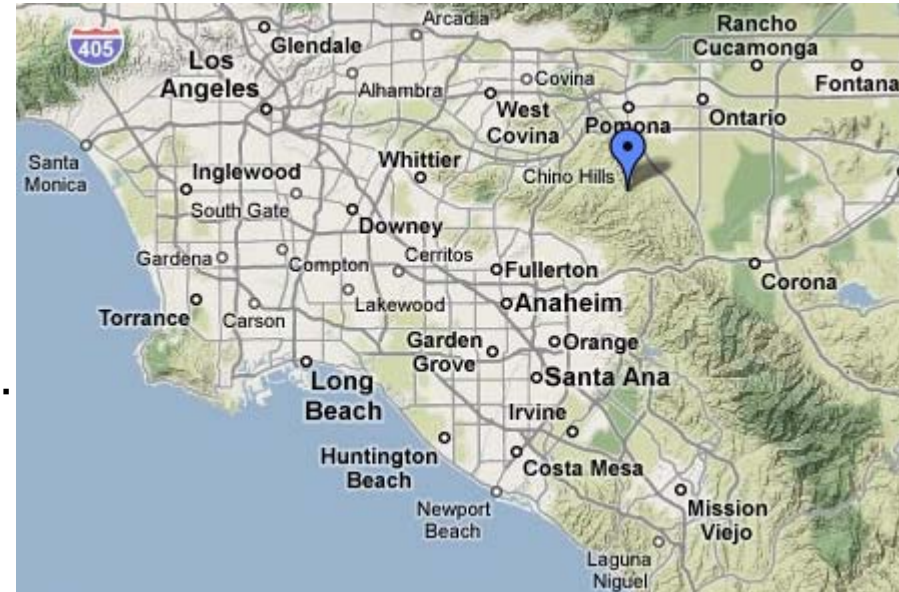 405
Arcadia
Glendale
Rancho
Cucamonga
Los
Angeles
Alhambra
Covina
Fontana
West
Covina
Pomona
Ontario
Santa
Monica
Inglewood
Whittier
Chino Hills
South Gate
Downey
Gardena
Compton
Cerritos
Fullerton
Corona
Torrance
Carson
Lakewood
Anaheim
Garden
Grove
Orange
Long
Beach
Santa Ana
Irvine
Huntington
Beach
Costa Mesa
Newport
Beach
Mission
Viejo
Laguna
Niguel
.